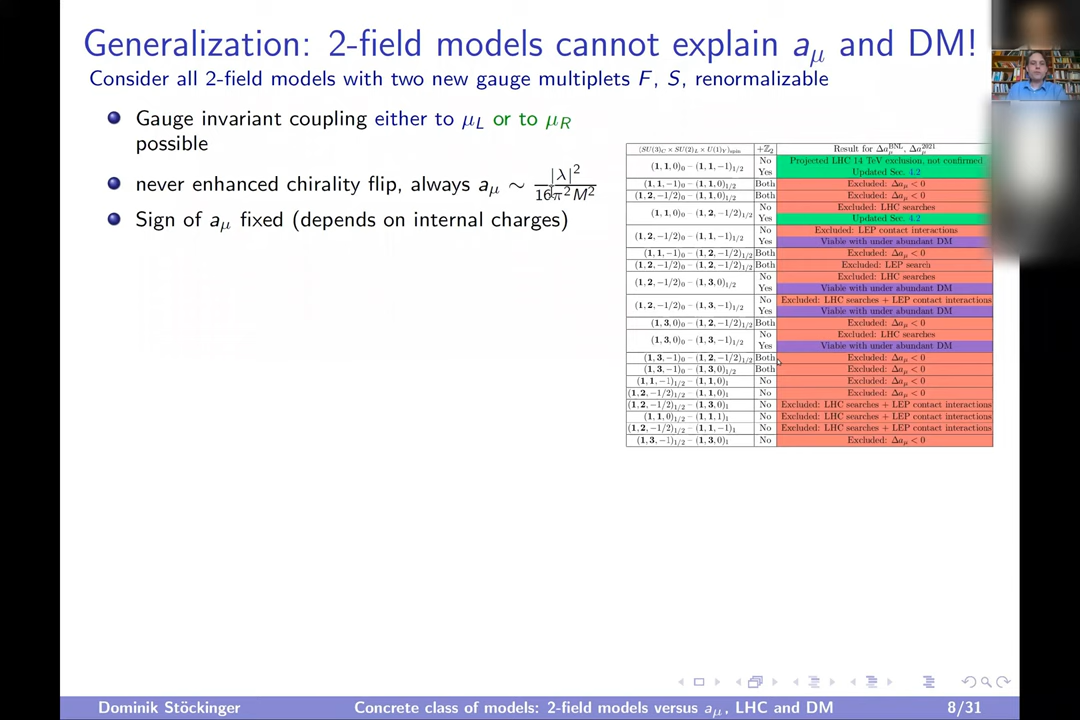 Generalization: 2-field models cannot explain aμ and DM!
Consider all 2-field models with two new gauge multiplets F, S, renormalizable
Gauge invariant coupling either to μL or to μR
possible
never enhanced chirality flip, always aμ ∼ |λ|²/16π²M²
Sign of aμ fixed (depends on internal charges)
(SU(3)C × SU(2)L × U(1)Y)spin +ℤ2 Result for ΔaμBNL, Δaμ2021
(1, 1, 0)0 – (1, 1, −1)1/2 No Projected LHC 14 TeV exclusion, not confirmed
Yes Updated Sec. 4.2
(1, 1, −1)0 – (1, 1, 0)1/2 Both Excluded: Δaμ < 0
(1, 2, −1/2)0 – (1, 1, 0)1/2 Both Excluded: Δaμ < 0
(1, 1, 0)0 – (1, 2, −1/2)1/2 No Excluded: LHC searches
Yes Updated Sec. 4.2
(1, 2, −1/2)0 – (1, 1, −1)1/2 No Excluded: LEP contact interactions
Yes Viable with under abundant DM
(1, 1, −1)0 – (1, 2, −1/2)1/2 Both Excluded: Δaμ < 0
(1, 2, −1/2)0 – (1, 2, −1/2)1/2 Both Excluded: LEP search
(1, 2, −1/2)0 – (1, 3, 0)1/2 No Excluded: LHC searches
Yes Viable with under abundant DM
(1, 2, −1/2)0 – (1, 3, −1)1/2 No Excluded: LHC searches + LEP contact interactions
Yes Viable with under abundant DM
(1, 3, 0)0 – (1, 2, −1/2)1/2 Both Excluded: Δaμ < 0
(1, 3, 0)0 – (1, 3, −1)1/2 No Excluded: LHC searches
Yes Viable with under abundant DM
(1, 3, −1)0 – (1, 2, −1/2)1/2 Both Excluded: Δaμ < 0
(1, 3, −1)0 – (1, 3, 0)1/2 Both Excluded: Δaμ < 0
(1, 1, −1)1/2 – (1, 1, 0)1 No Excluded: Δaμ < 0
(1, 2, −1/2)1/2 – (1, 1, 0)1 No Excluded: Δaμ < 0
(1, 2, −1/2)1/2 – (1, 3, 0)1 No Excluded: LHC searches + LEP contact interactions
(1, 1, 0)1/2 – (1, 1, 1)1 No Excluded: LHC searches + LEP contact interactions
(1, 2, −1/2)1/2 – (1, 1, −1)1 No Excluded: LHC searches + LEP contact interactions
(1, 3, −1)1/2 – (1, 3, 0)1 No Excluded: Δaμ < 0
Dominik Stöckinger Concrete class of models: 2-field models versus aμ, LHC and DM 8/31